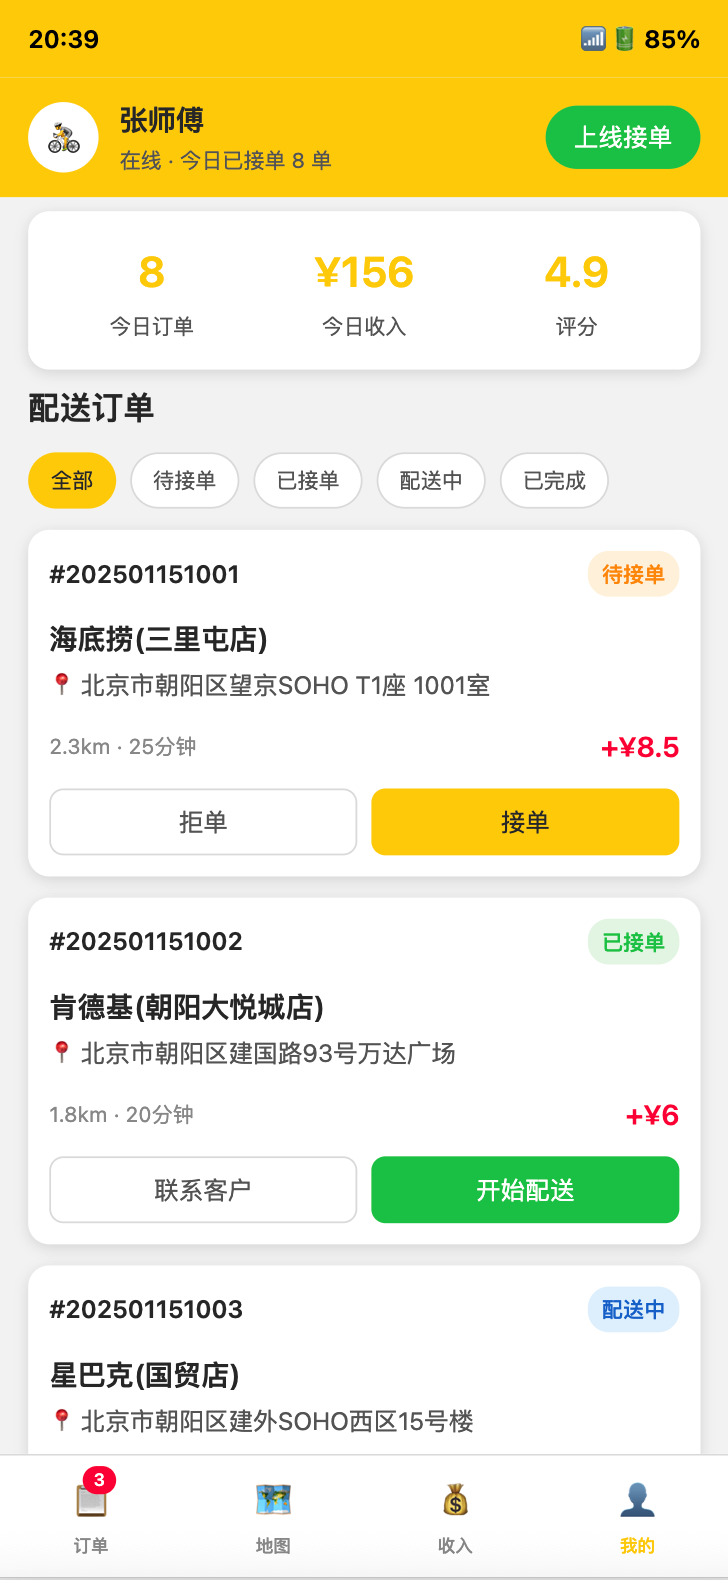 20:39
85%
张师傅
在线 · 今日已接单 8 单
上线接单
8
¥156
4.9
今日订单
今日收入
评分
配送订单
全部
待接单
已接单
配送中
已完成
#202501151001
待接单
海底捞(三里屯店)
北京市朝阳区望京SOHO T1座 1001室
2.3km · 25分钟
+¥8.5
拒单
接单
#202501151002
已接单
肯德基(朝阳大悦城店)
北京市朝阳区建国路93号万达广场
1.8km · 20分钟
+¥6
联系客户
开始配送
#202501151003
配送中
星巴克(国贸店)
北京市朝阳区建外SOHO西区15号楼
3
订单
地图
收入
我的